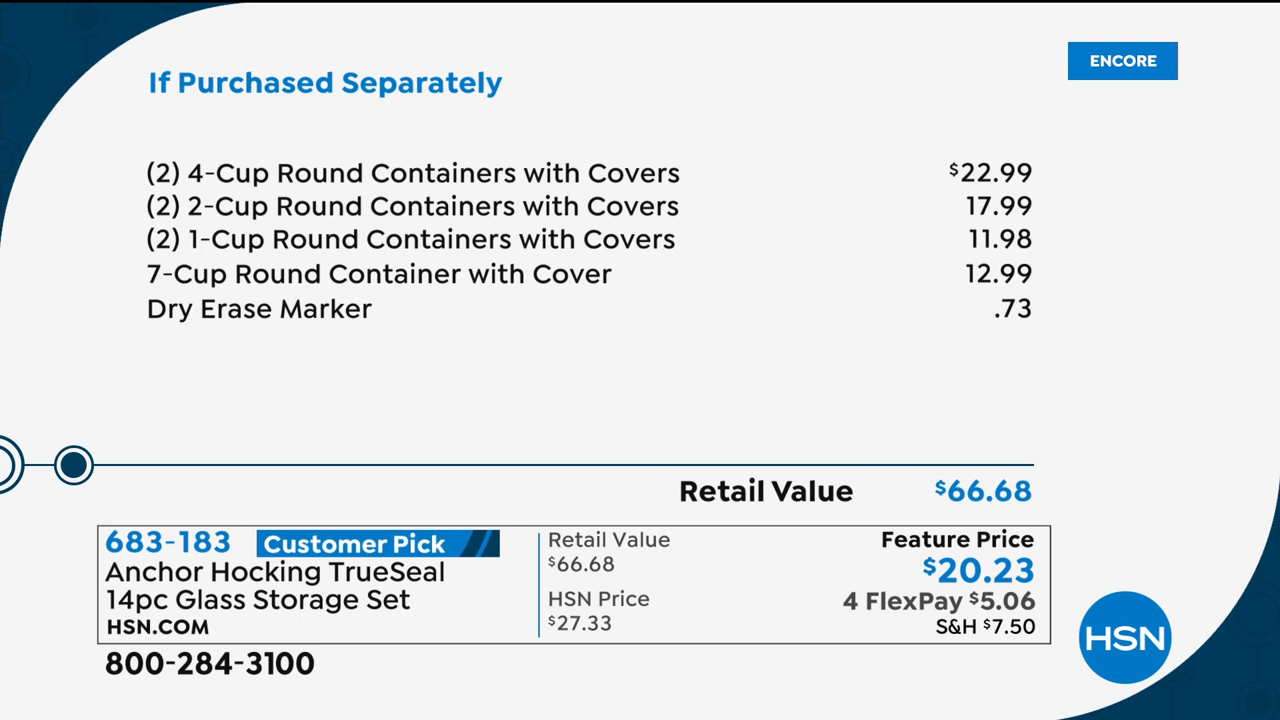 ENCORE
If Purchased Separately
(2) 4-Cup Round Containers with Covers $22.99
(2) 2-Cup Round Containers with Covers 17.99
(2) 1-Cup Round Containers with Covers 11.98
7-Cup Round Container with Cover 12.99
Dry Erase Marker .73
Retail Value $66.68
683-183 Customer Pick
Anchor Hocking TrueSeal
14pc Glass Storage Set
HSN.COM
Retail Value
$66.68
HSN Price
$27.33
Feature Price
$20.23
4 FlexPay $5.06
S&H $7.50
800-284-3100
HSN